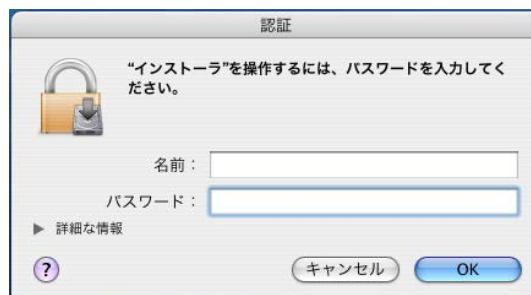 認証
“インストーラ”を操作するには、パスワードを入力してく
ださい。
名前：
パスワード：
▶ 詳細な情報
?
キャンセル
OK